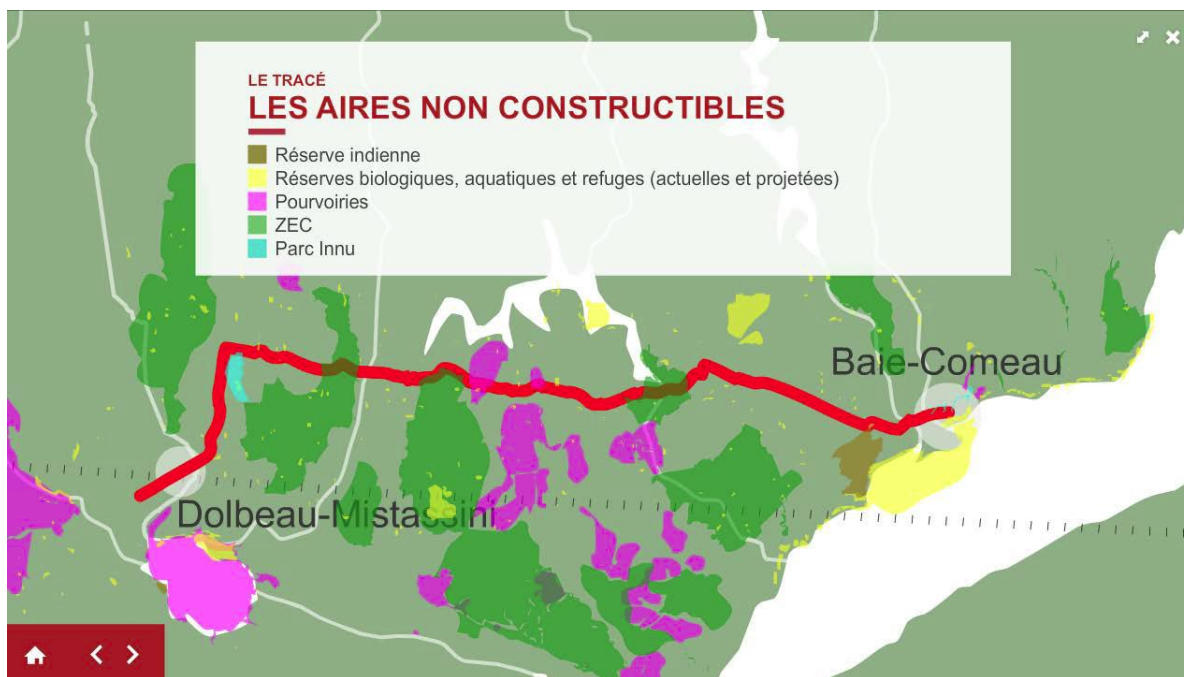 LE TRACÉ
LES AIRES NON CONSTRUCTIBLES
Réserve indienne
Réserves biologiques, aquatiques et refuges (actuelles et projetées)
Pourvoiries
ZEC
Parc Innu
Baie-Comeau
Dolbeau-Mistassini